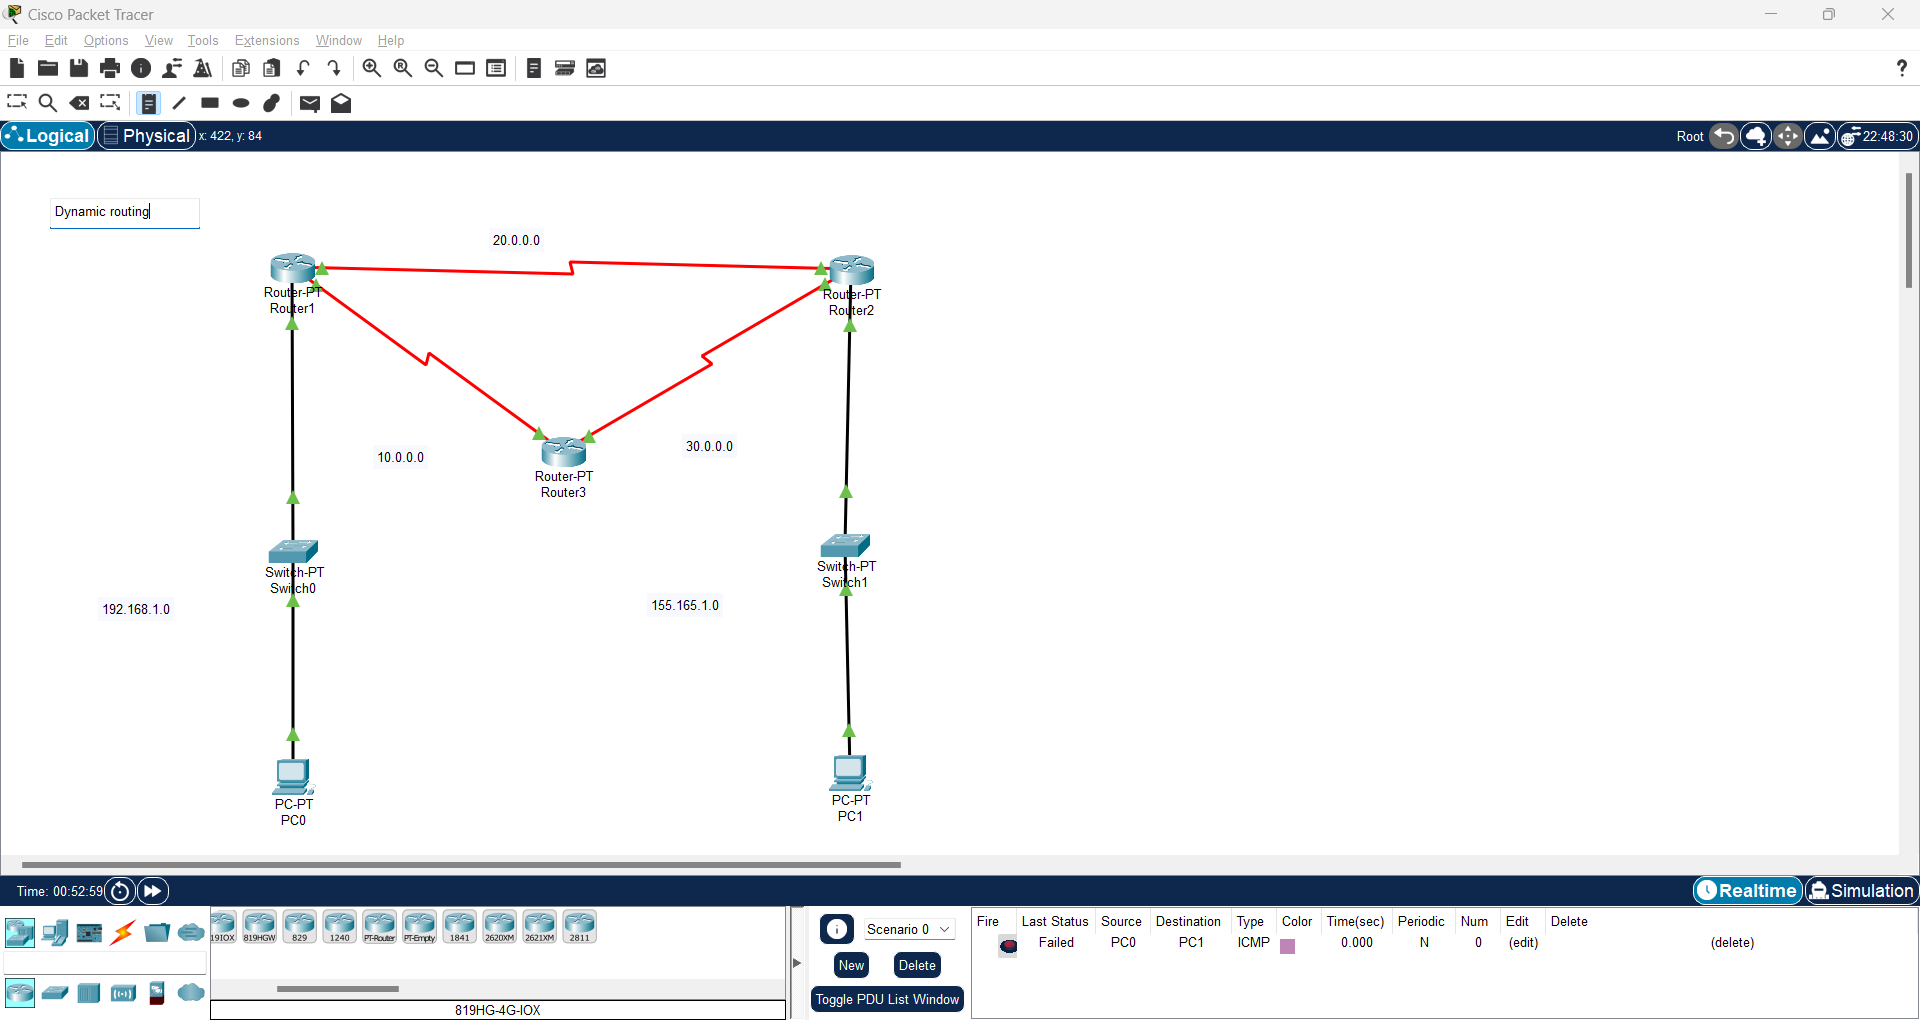 Cisco Packet Tracer
File Edit Options View Tools Extensions Window Help
Logical Physical x: 422, y: 84 Root 22:48:30
Dynamic routing
20.0.0.0
Router-PT
Router1
Router-PT
Router2
10.0.0.0
30.0.0.0
Router-PT
Router3
Switch-PT
Switch0
Switch-PT
Switch1
192.168.1.0
155.165.1.0
PC-PT
PC0
PC-PT
PC1
Time: 00:52:59 Realtime Simulation
19IOX 819HGW 829 1240 PT-Router PT-Empty 1841 2620XM 2621XM 2811
819HG-4G-IOX
Scenario 0
New Delete
Toggle PDU List Window
Fire Last Status Source Destination Type Color Time(sec) Periodic Num Edit Delete
Failed PC0 PC1 ICMP 0.000 N 0 (edit) (delete)